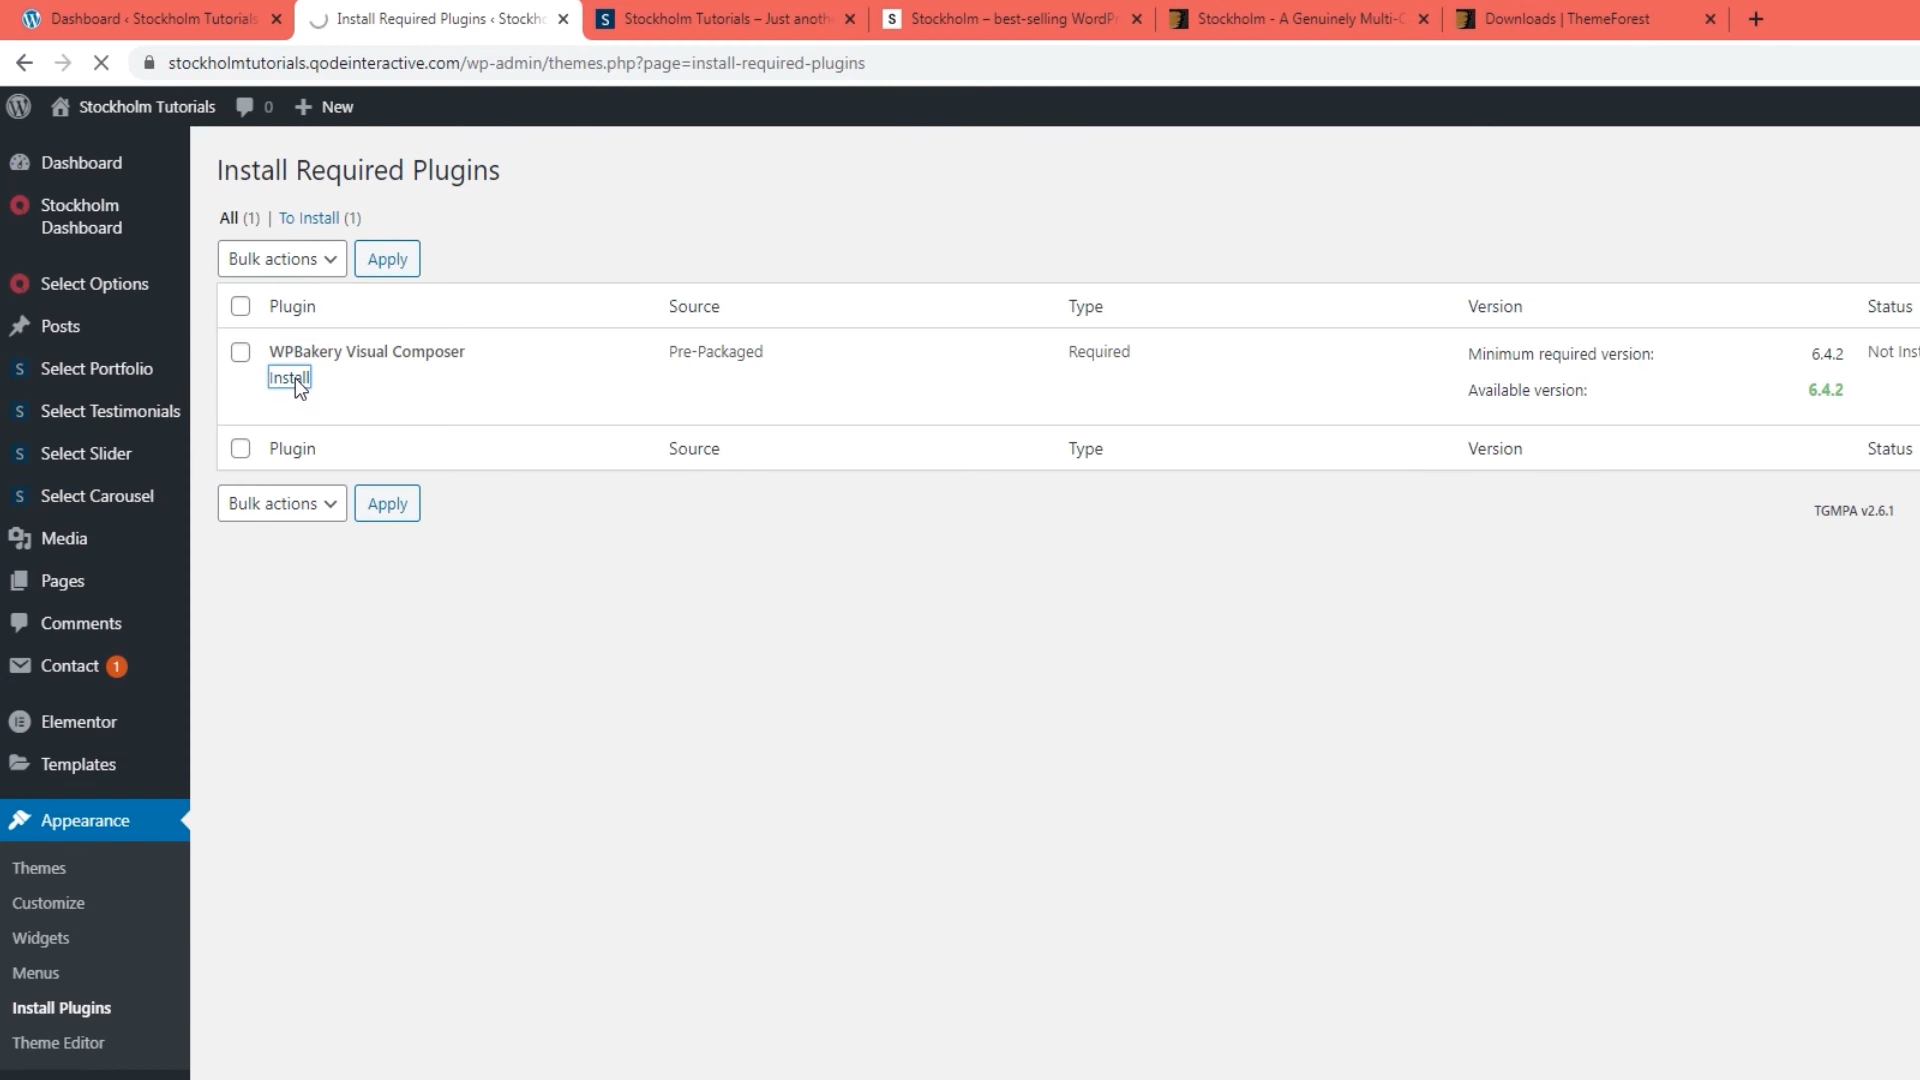 Dashboard ‹ Stockholm Tutorials
Install Required Plugins ‹ Stockho
Stockholm Tutorials – Just anoth
Stockholm – best-selling WordPr
Stockholm - A Genuinely Multi-C
Downloads | ThemeForest
stockholmtutorials.qodeinteractive.com/wp-admin/themes.php?page=install-required-plugins
Stockholm Tutorials
0
New
Dashboard
Stockholm
Dashboard
Select Options
Posts
Select Portfolio
Select Testimonials
Select Slider
Select Carousel
Media
Pages
Comments
Contact 1
Elementor
Templates
Appearance
Themes
Customize
Widgets
Menus
Install Plugins
Theme Editor
Install Required Plugins
All (1) | To Install (1)
Bulk actions Apply
Plugin Source Type Version Status
WPBakery Visual Composer Pre-Packaged Required Minimum required version: 6.4.2 Not Inst
Install Available version: 6.4.2
Plugin Source Type Version Status
Bulk actions Apply
TGMPA v2.6.1